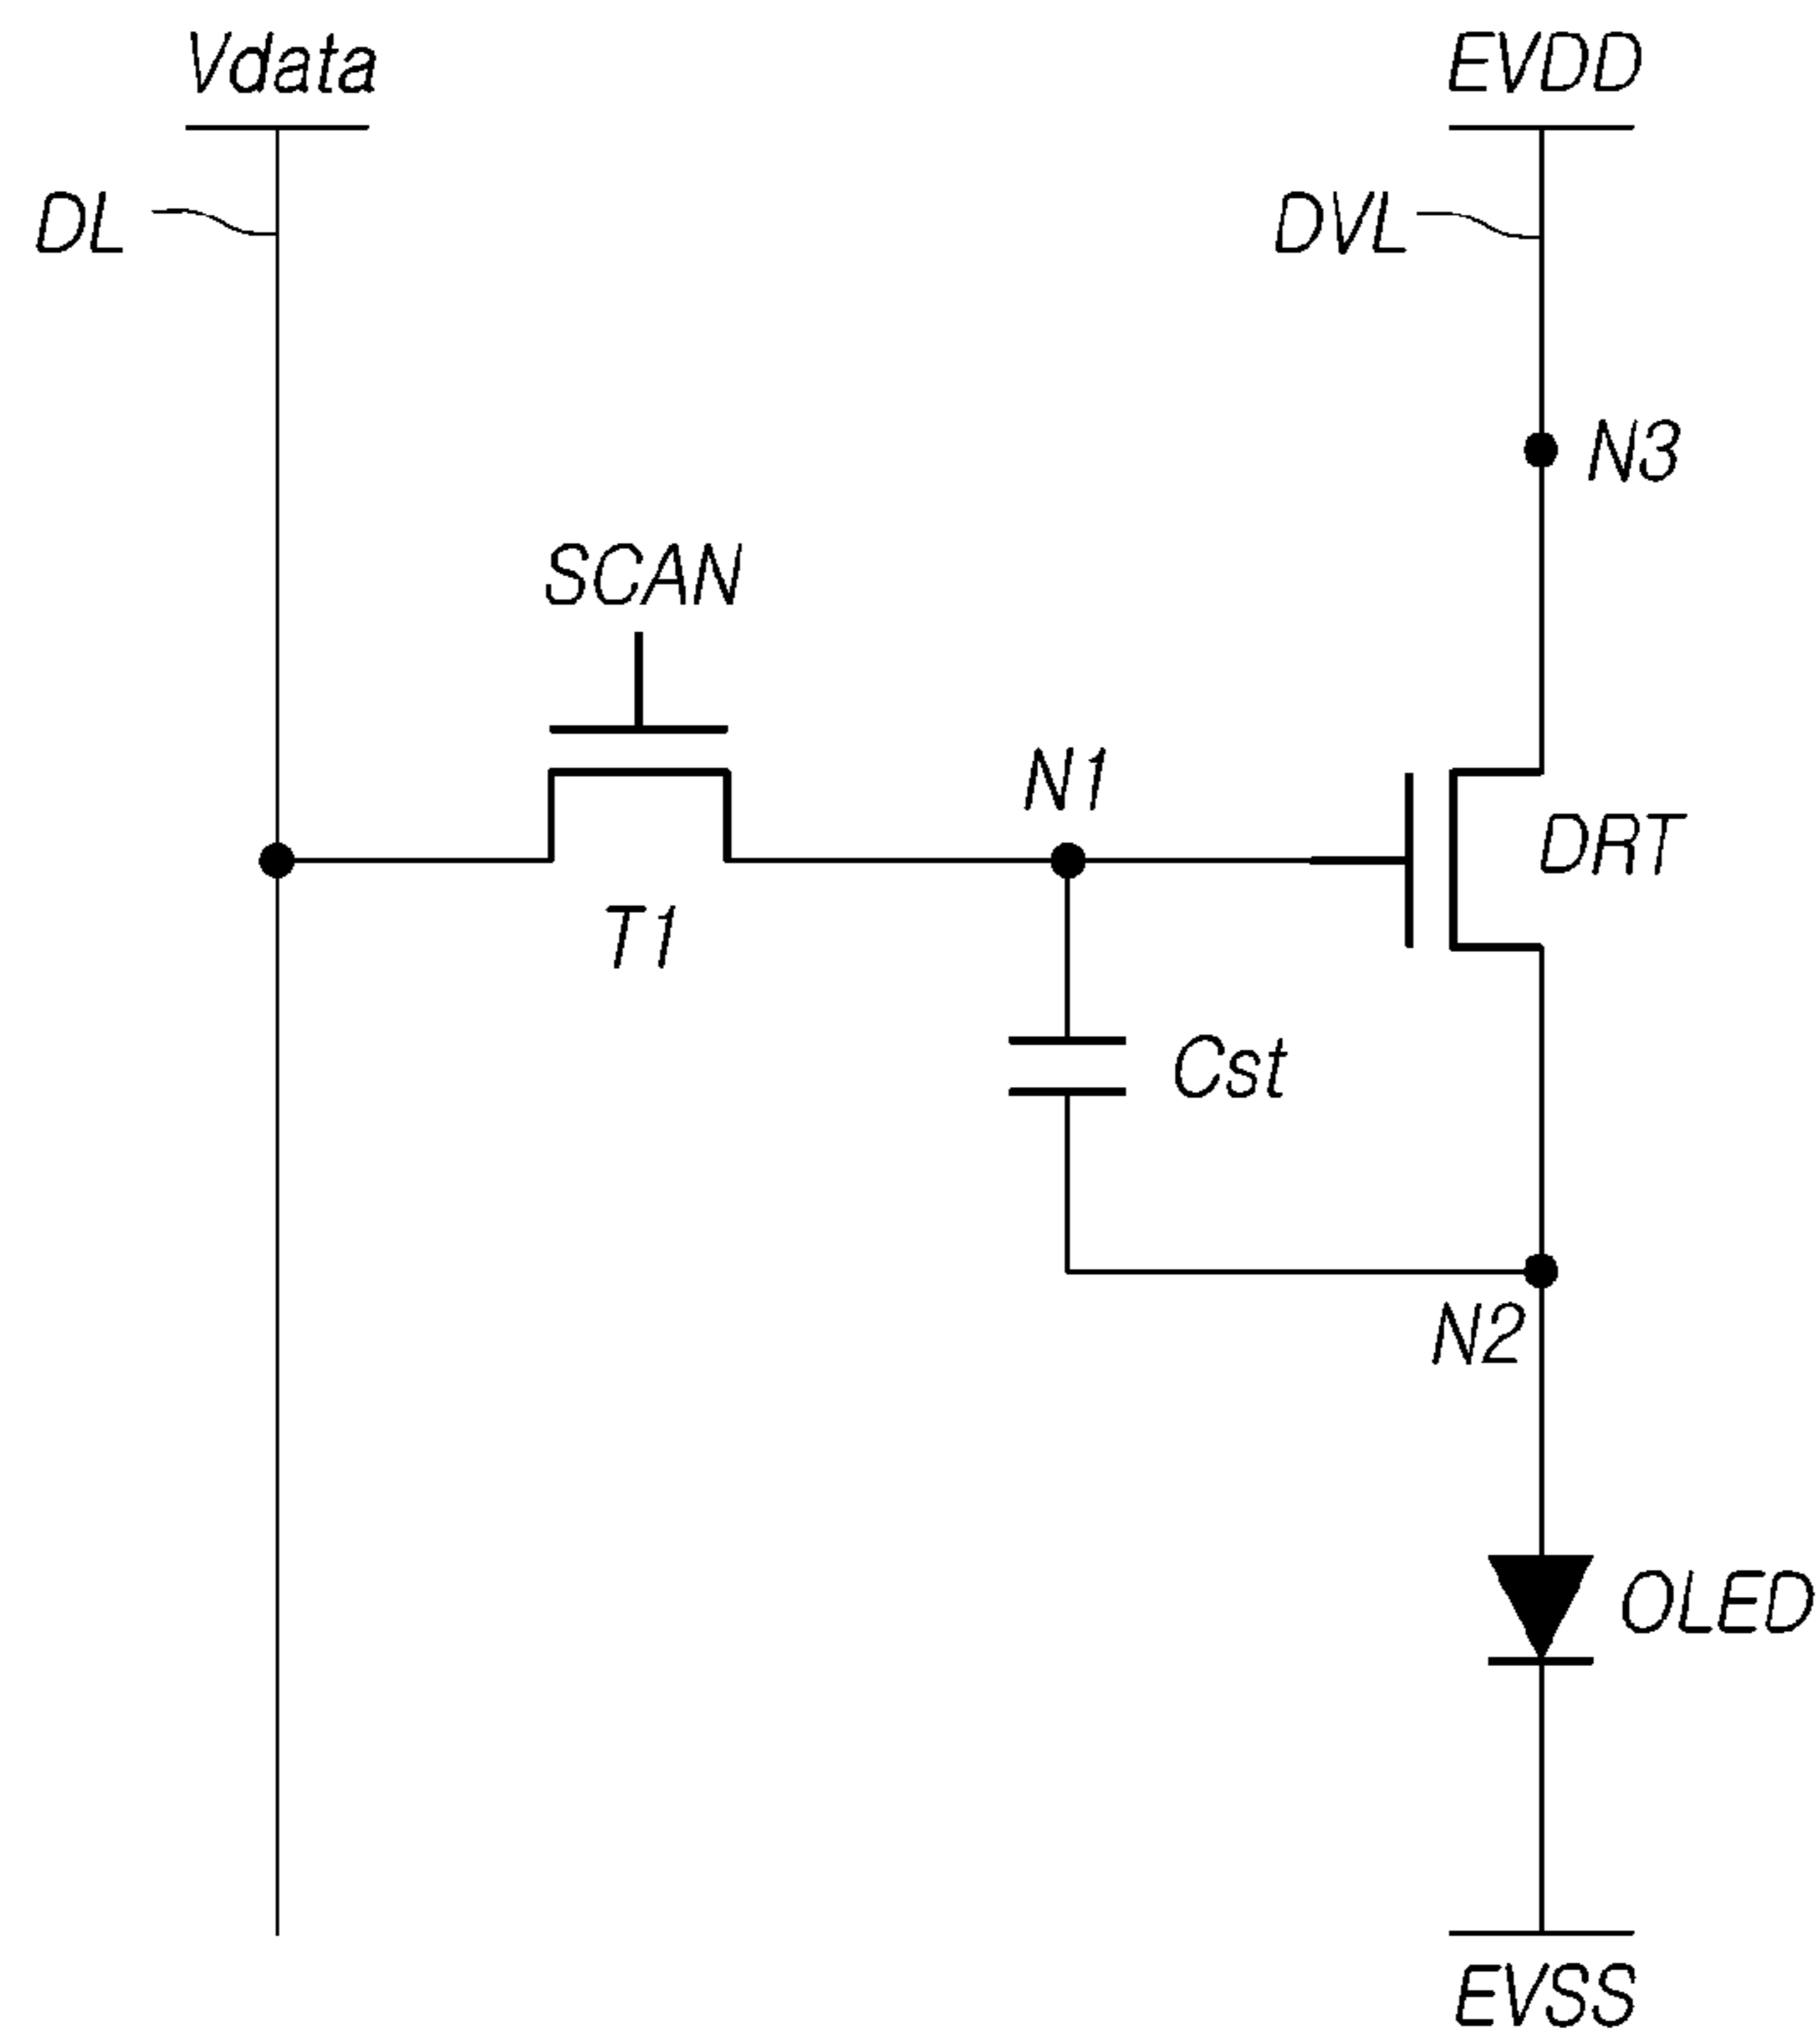 Vdata
EVDD
DL
DVL
N3
SCAN
N1
DRT
T1
Cst
N2
OLED
EVSS